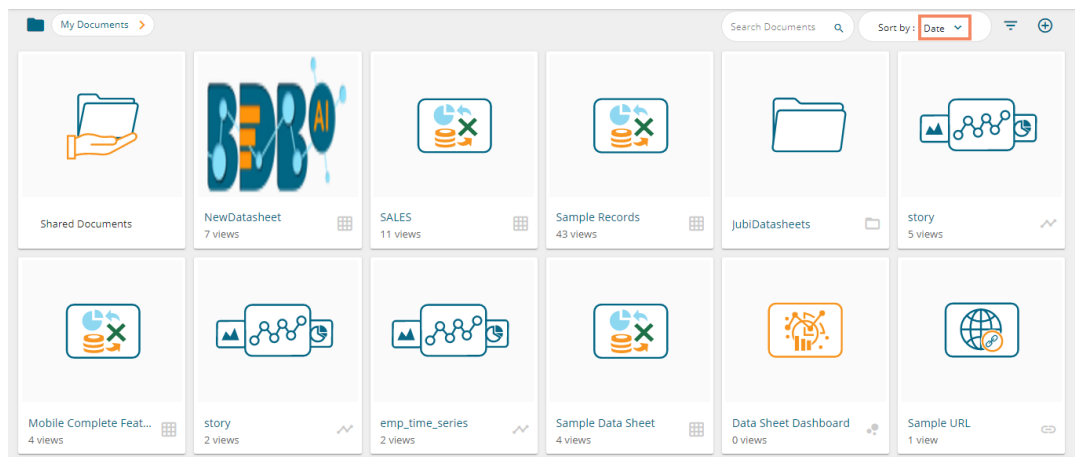 My Documents
Search Documents
Sort by : Date
BDB AI
Shared Documents
NewDatasheet
7 views
SALES
11 views
Sample Records
43 views
JubiDatasheets
story
5 views
Mobile Complete Feat...
4 views
story
2 views
emp_time_series
2 views
Sample Data Sheet
4 views
Data Sheet Dashboard
0 views
Sample URL
1 view